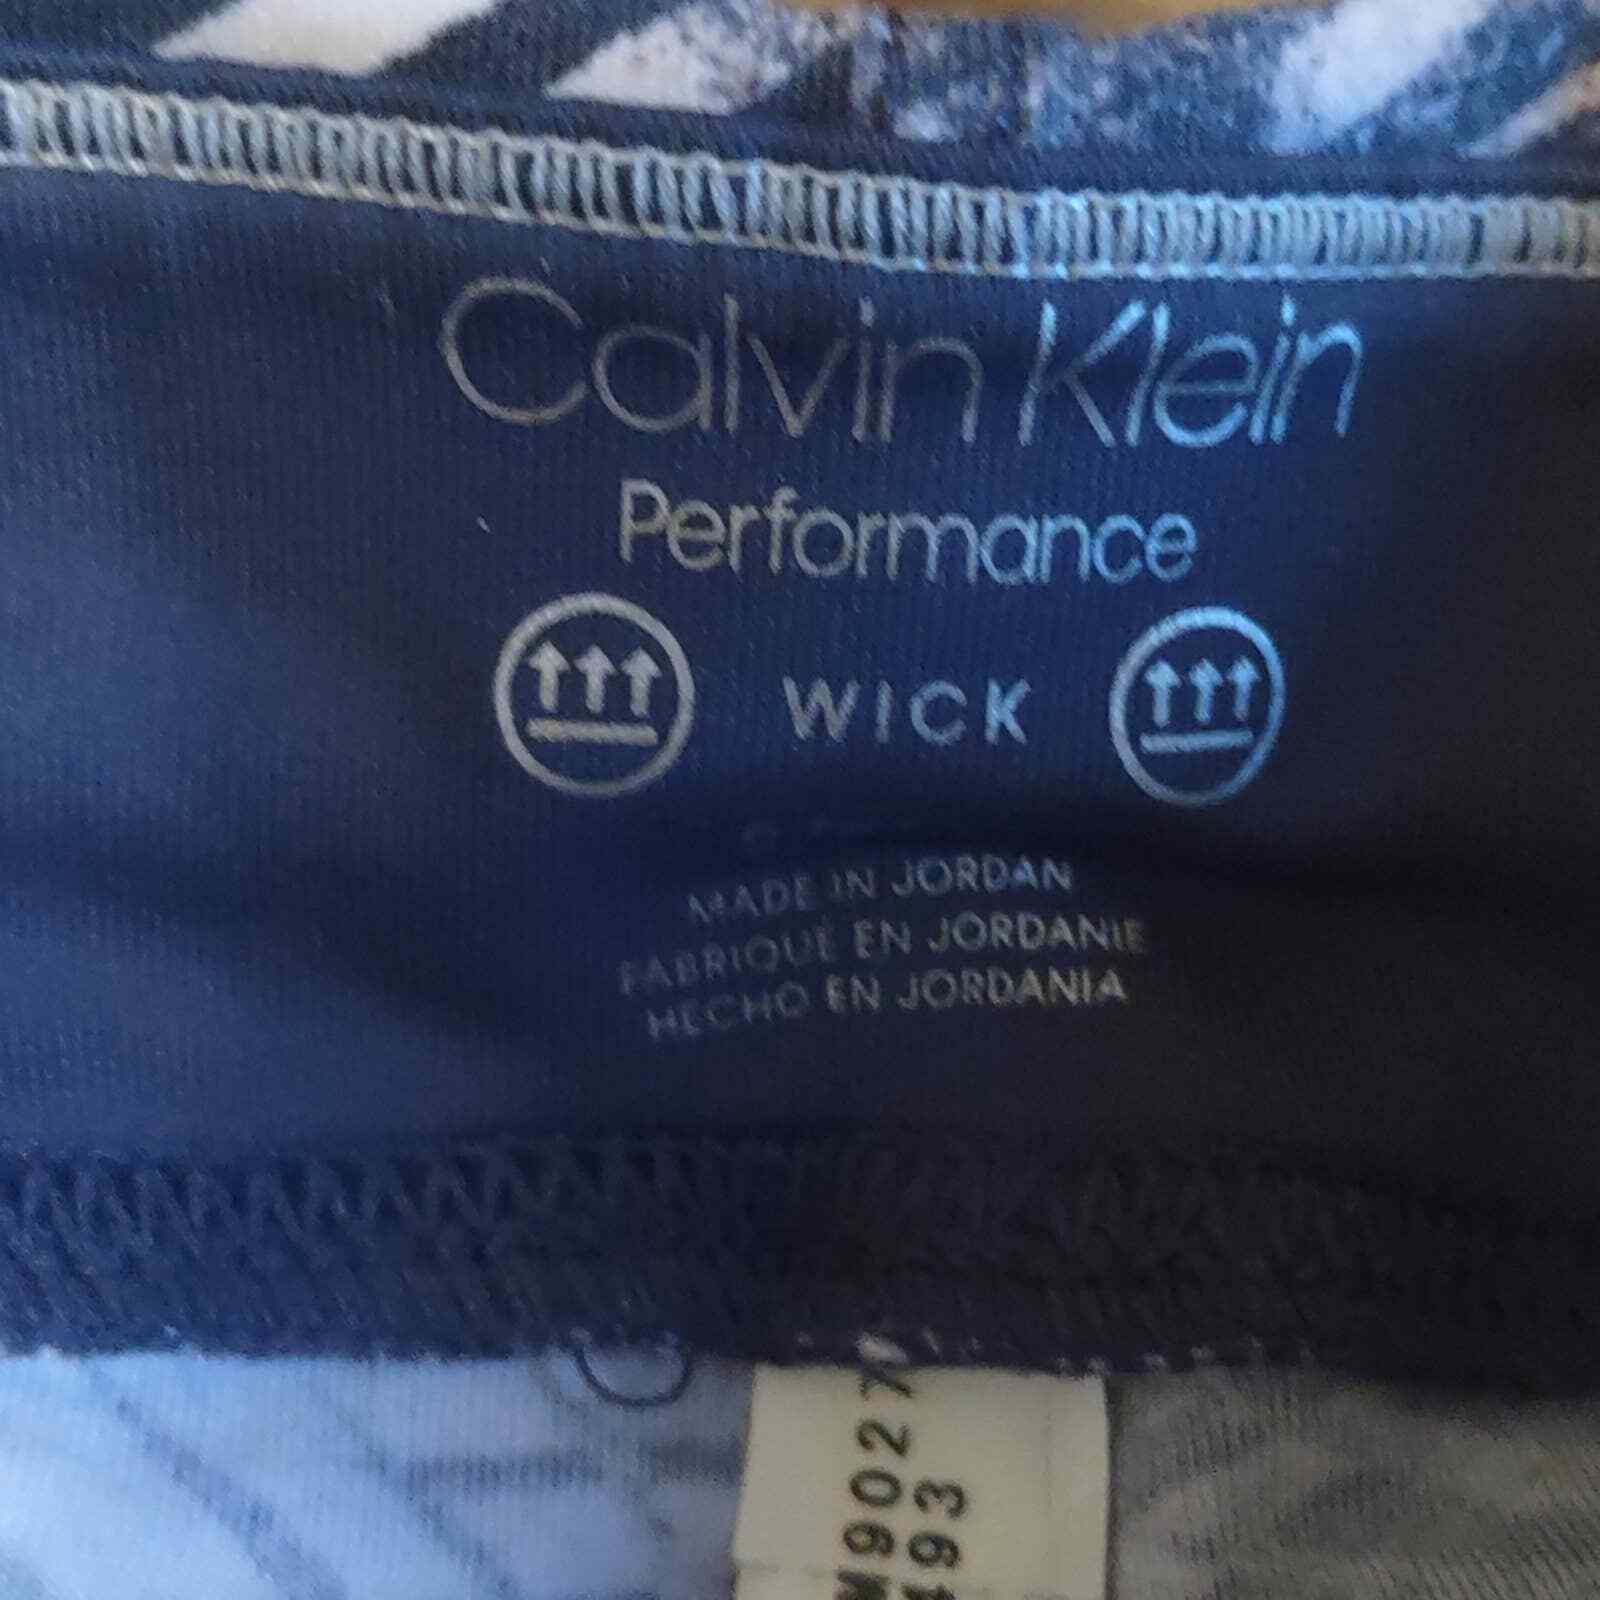 Calvin Klein
Performance
WICK
MADE IN JORDAN
FABRIQUÉ EN JORDANIE
HECHO EN JORDANIA